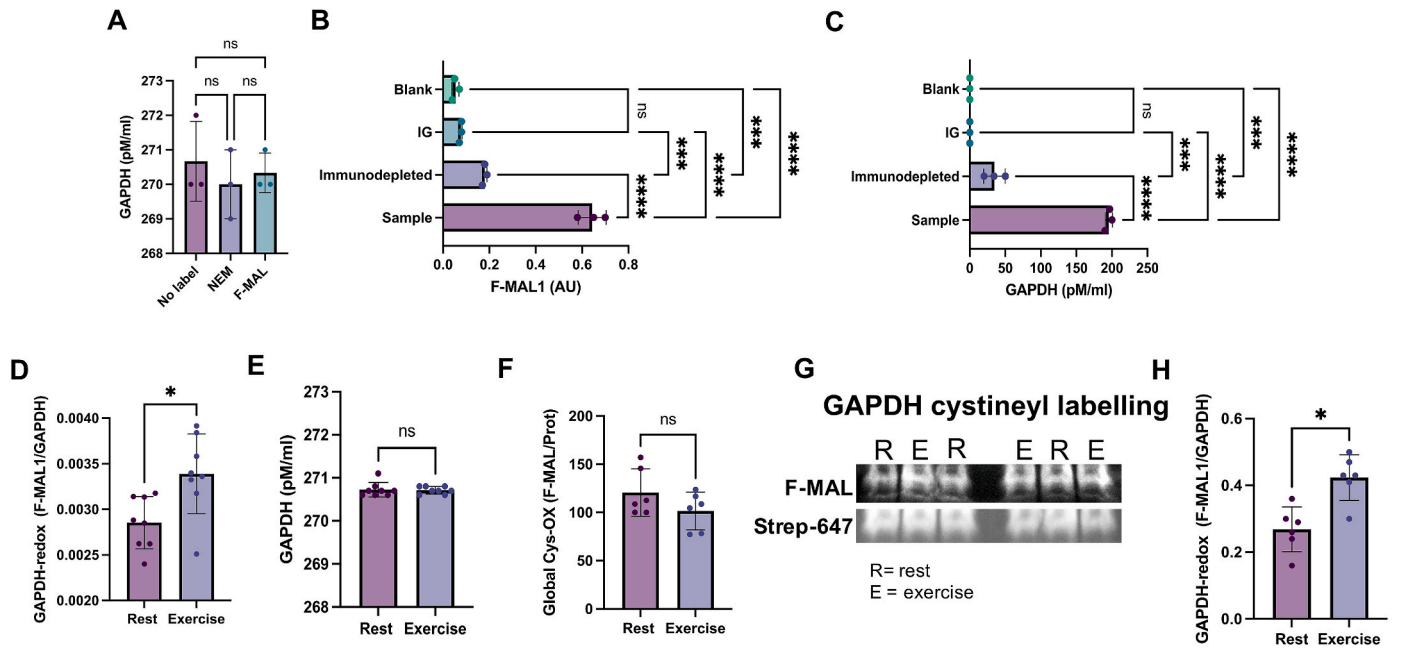 A
ns
ns
ns
273
272
271
270
269
268
GAPDH (pM/ml)
No label
NEM
F-MAL
B
Blank
IG
Immunodepleted
Sample
0.0
0.2
0.4
0.6
0.8
F-MAL1 (AU)
ns
****
***
****
***
****
C
Blank
IG
Immunodepleted
Sample
0
50
100
150
200
250
GAPDH (pM/ml)
ns
****
***
****
***
****
D
*
0.0040
0.0035
0.0030
0.0025
0.0020
GAPDH-redox (F-MAL1/GAPDH)
Rest
Exercise
E
ns
273
272
271
270
269
268
GAPDH (pM/ml)
Rest
Exercise
F
ns
200
150
100
50
0
Global Cys-OX (F-MAL/Prot)
Rest
Exercise
G
GAPDH cystineyl labelling
R E R E R E
F-MAL
Strep-647
R= rest
E = exercise
H
*
0.6
0.4
0.2
0.0
GAPDH-redox (F-MAL1/GAPDH)
Rest
Exercise